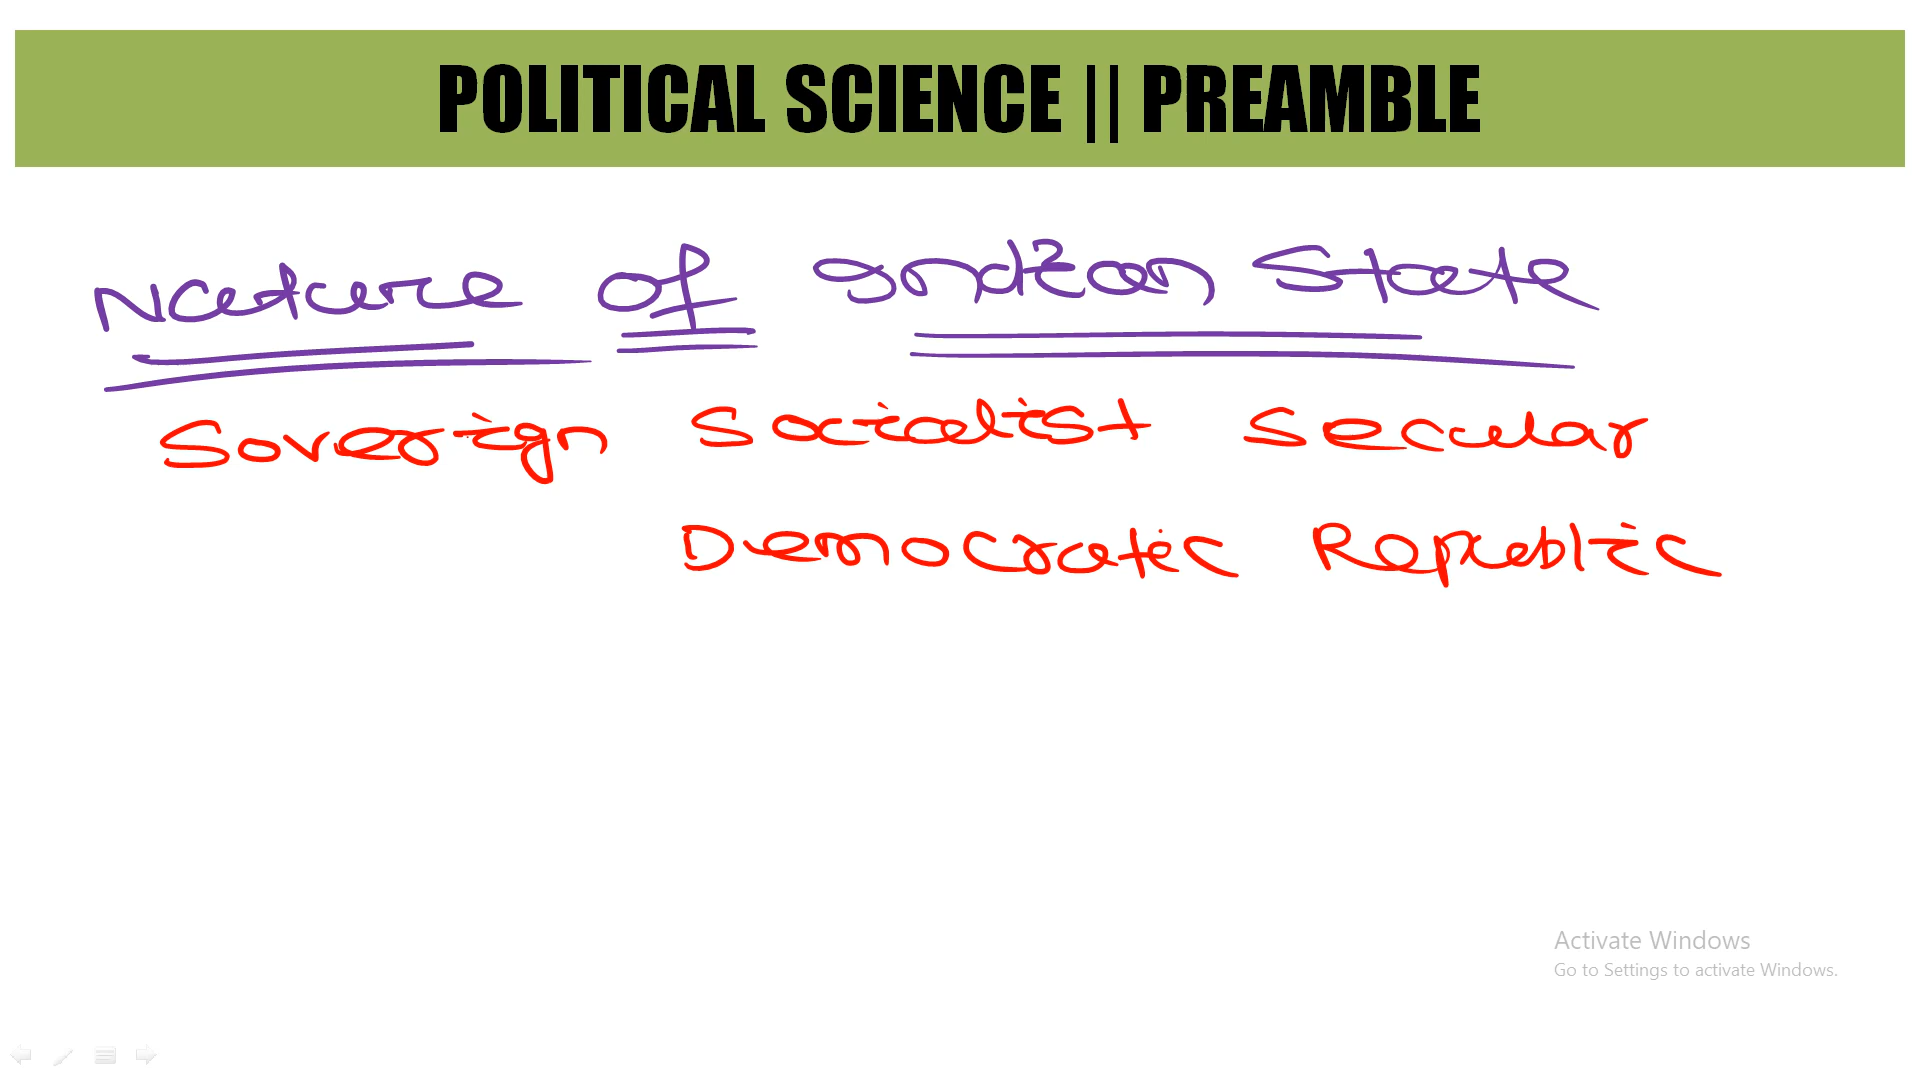 POLITICAL SCIENCE || PREAMBLE
Nature of Indian State
Soverign Socialist Secular
Democratic Republic
Activate Windows
Go to Settings to activate Windows.